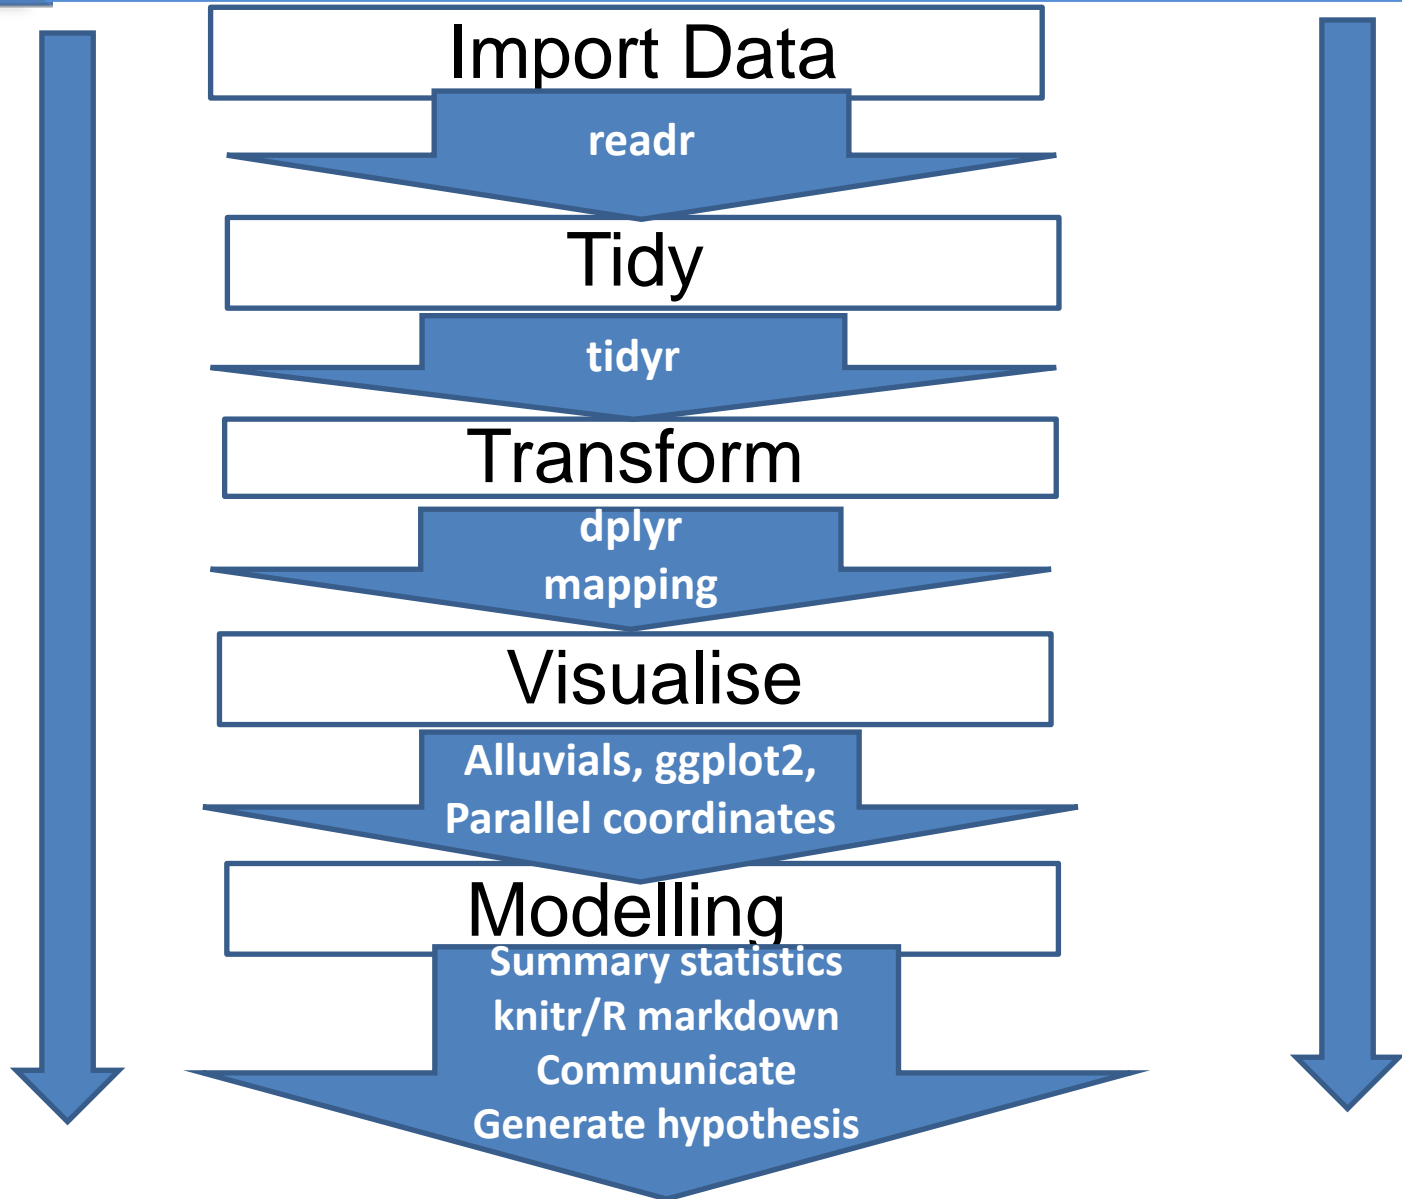 Import Data
readr
Tidy
tidyr
Transform
dplyr
mapping
Visualise
Alluvials, ggplot2,
Parallel coordinates
Modelling
Summary statistics
knitr/R markdown
Communicate
Generate hypothesis